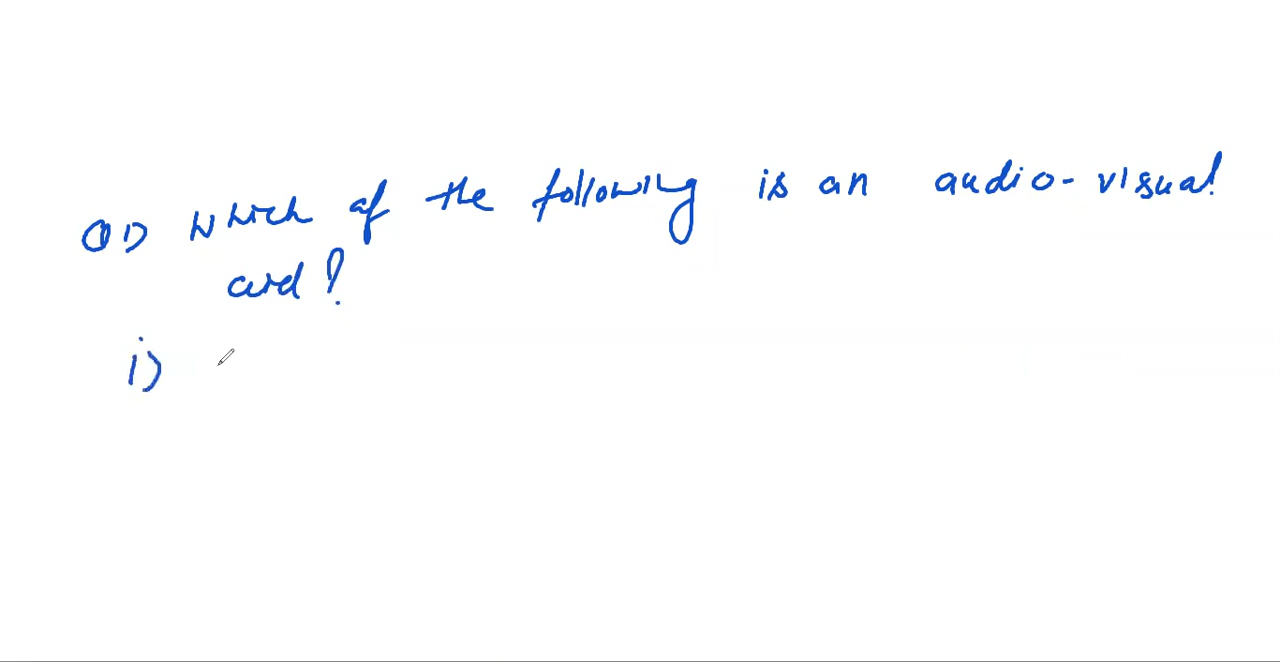 Q1) Which of the following is an audio-visual
aid?
i)